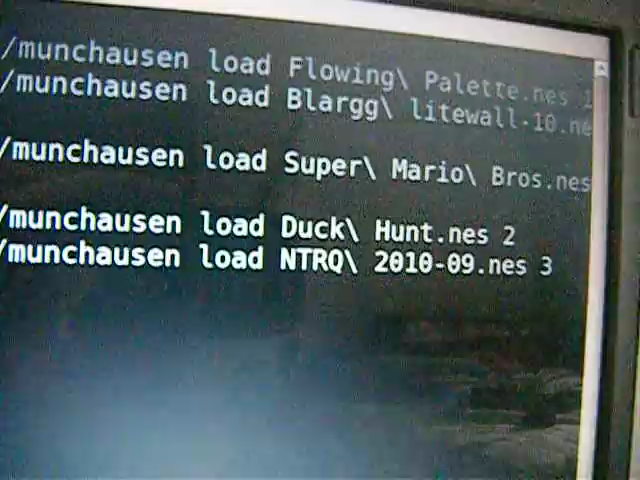 /munchausen load Flowing\ Palette.nes 1
/munchausen load Blargg\ litewall-10.ne
/munchausen load Super\ Mario\ Bros.nes
/munchausen load Duck\ Hunt.nes 2
/munchausen load NTRQ\ 2010-09.nes 3